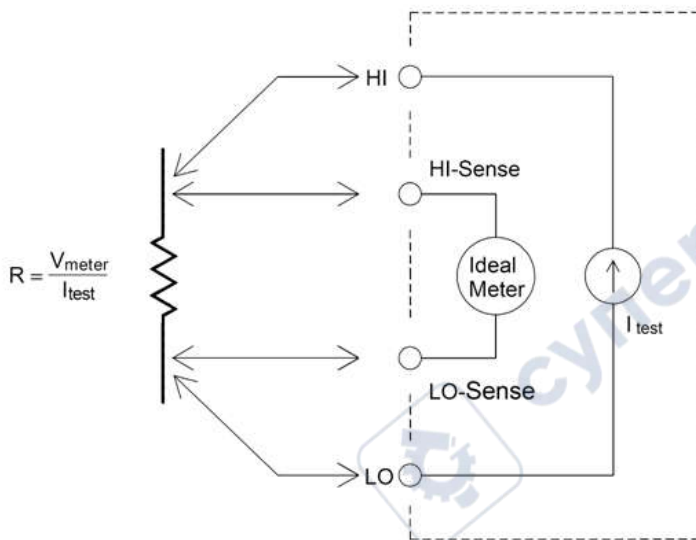 HI
HI-Sense
R = V_meter / I_test
Ideal
Meter
I test
LO-Sense
LO